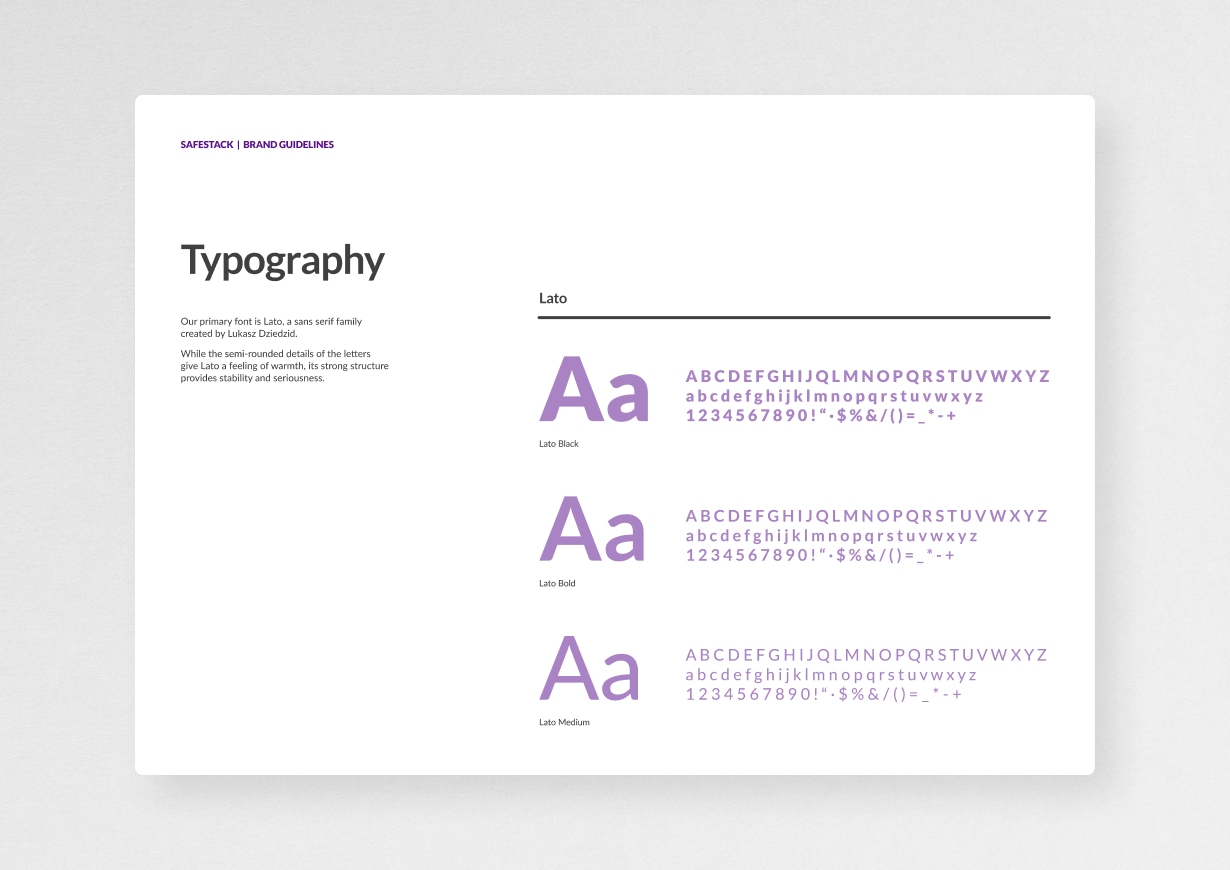 SAFESTACK | BRAND GUIDELINES
Typography
Our primary font is Lato, a sans serif family
created by Lukasz Dziedzid.
While the semi-rounded details of the letters
give Lato a feeling of warmth, its strong structure
provides stability and seriousness.
Lato
Aa
ABCDEFGHIJQLMNOPQRSTUVWXYZ
abcdefghijklmnopqrstuvwxyz
1234567890!“·$%&/()=_*-+
Lato Black
Aa
ABCDEFGHIJQLMNOPQRSTUVWXYZ
abcdefghijklmnopqrstuvwxyz
1234567890!“·$%&/()=_*-+
Lato Bold
Aa
ABCDEFGHIJQLMNOPQRSTUVWXYZ
abcdefghijklmnopqrstuvwxyz
1234567890!“·$%&/()=_*-+
Lato Medium